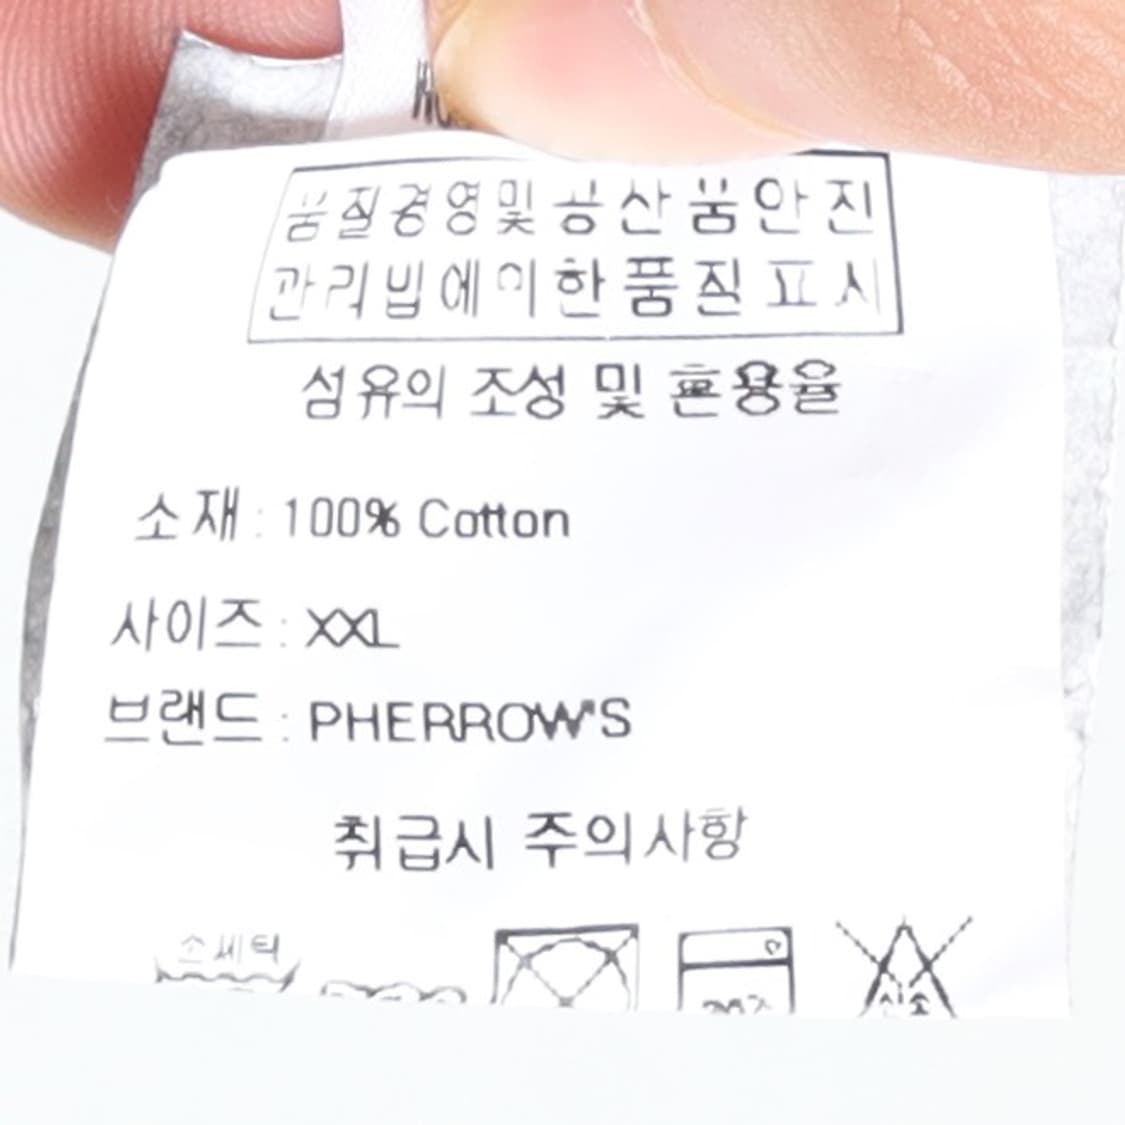 품질경영및공산품안진
관리법에이한품질표시
섬유의 조성 및 혼용율
소재 : 100% Cotton
사이즈 : XXL
브랜드 : PHERROW'S
취급시 주의사항
손세탁